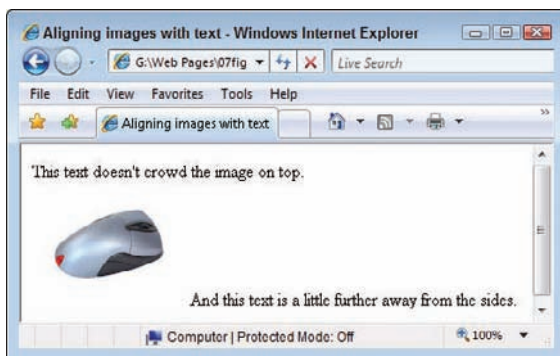 Aligning images with text - Windows Internet Explorer
G:\Web Pages\07fig
Live Search
File Edit View Favorites Tools Help
Aligning images with text
This text doesn't crowd the image on top.
And this text is a little further away from the sides.
Computer | Protected Mode: Off
100%